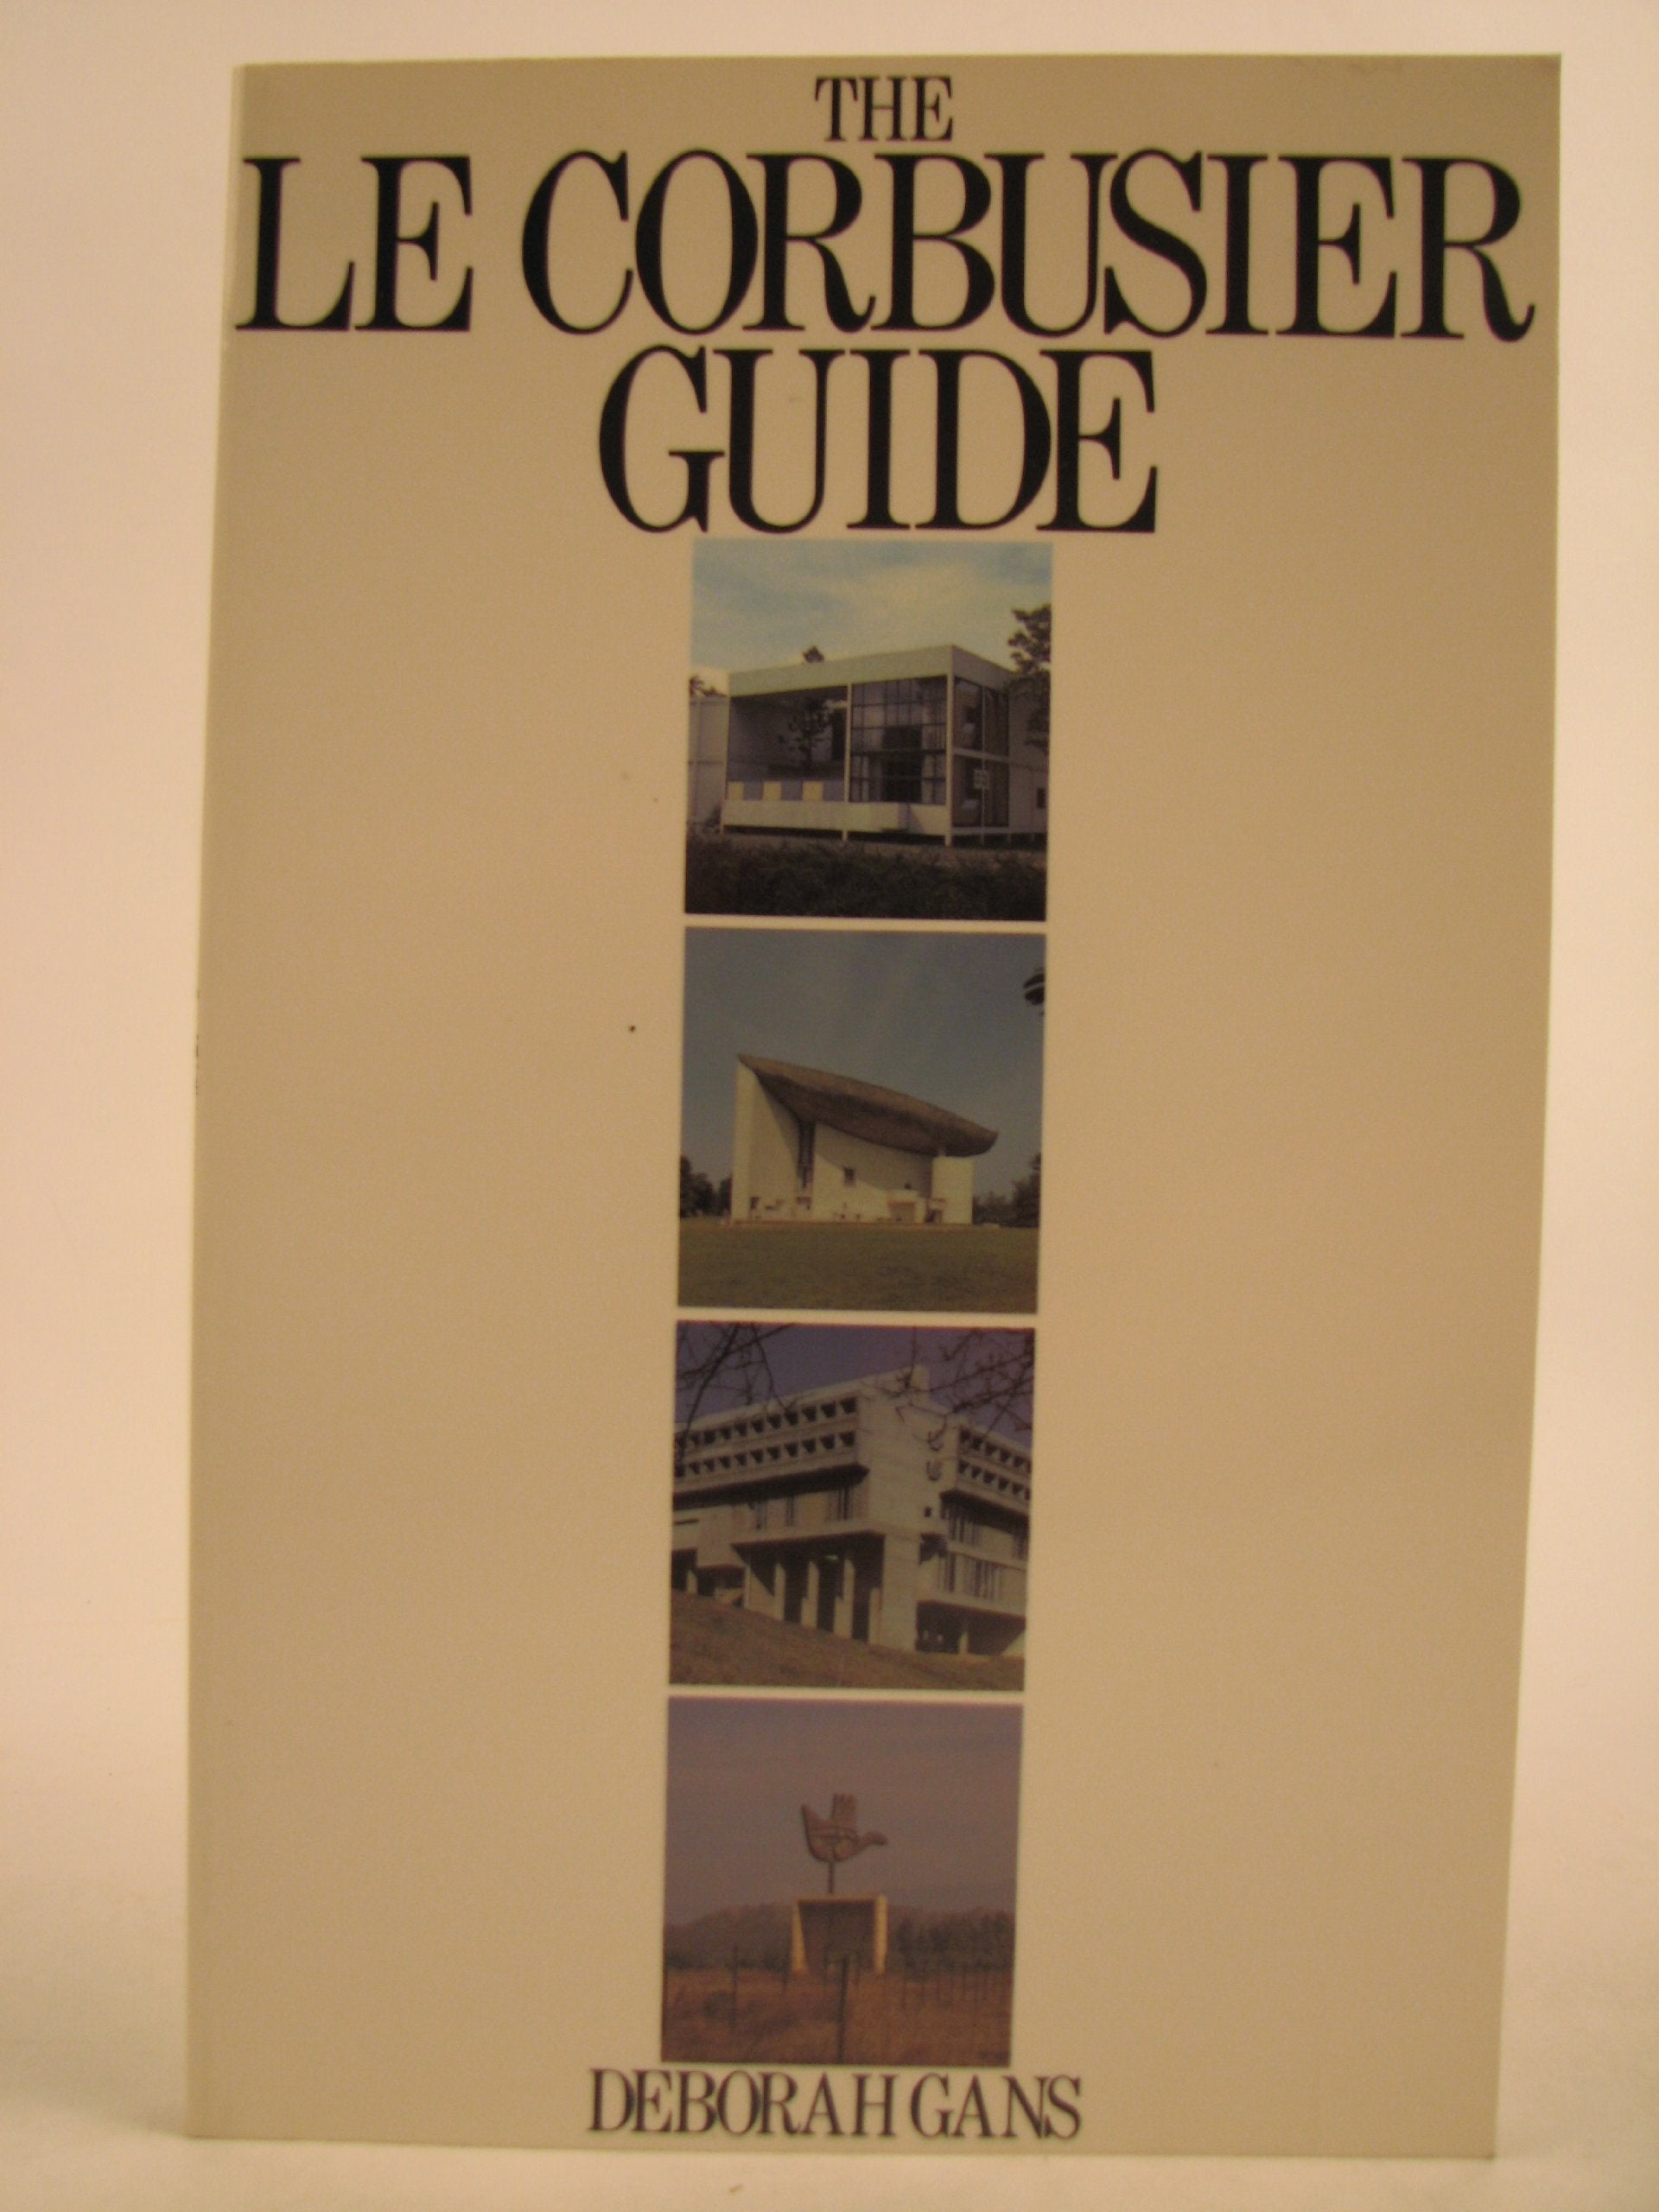 THE
LE CORBUSIER
GUIDE
DEBORAH GANS